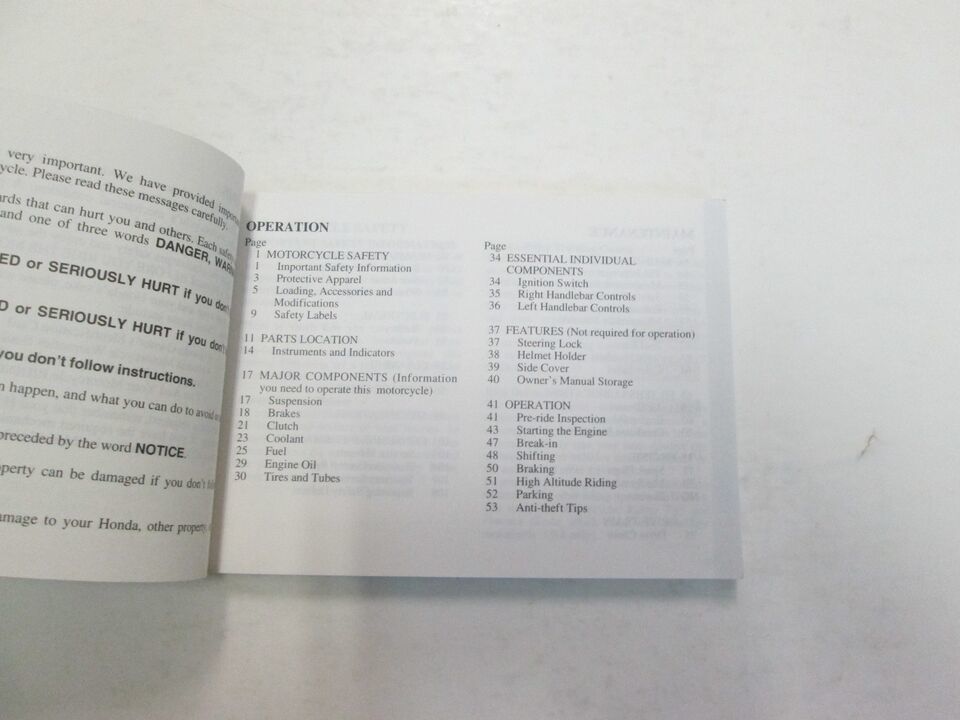 very important. We have provided
ycle. Please read these messages carefully.
ards that can hurt you and others. Each
and one of three words DANGER,
ED or SERIOUSLY HURT if you don't
D or SERIOUSLY HURT if you don't
you don't follow instructions.
n happen, and what you can do to avoid or
preceded by the word NOTICE.
operty can be damaged if you don't
amage to your Honda, other property,
OPERATION
Page
1 MOTORCYCLE SAFETY
1 Important Safety Information
3 Protective Apparel
5 Loading, Accessories and
Modifications
9 Safety Labels
11 PARTS LOCATION
14 Instruments and Indicators
17 MAJOR COMPONENTS (Information
you need to operate this motorcycle)
17 Suspension
18 Brakes
21 Clutch
23 Coolant
25 Fuel
29 Engine Oil
30 Tires and Tubes
Page
34 ESSENTIAL INDIVIDUAL
COMPONENTS
34 Ignition Switch
35 Right Handlebar Controls
36 Left Handlebar Controls
37 FEATURES (Not required for operation)
37 Steering Lock
38 Helmet Holder
39 Side Cover
40 Owner's Manual Storage
41 OPERATION
41 Pre-ride Inspection
43 Starting the Engine
47 Break-in
48 Shifting
50 Braking
51 High Altitude Riding
52 Parking
53 Anti-theft Tips